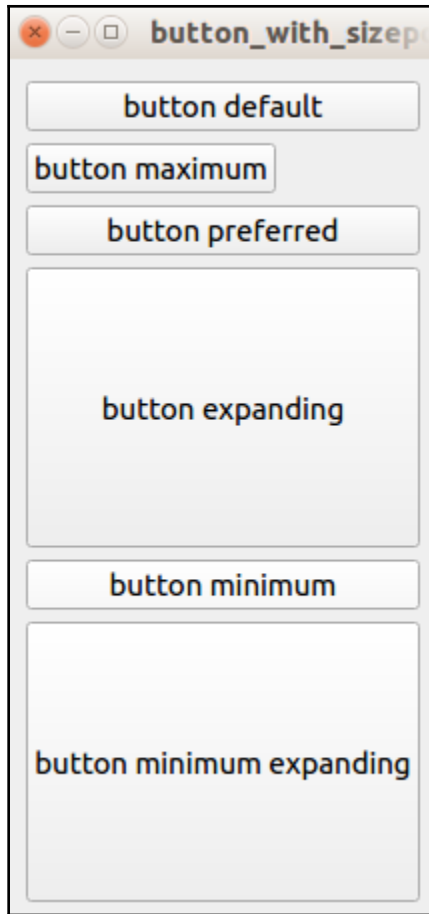 button_with_sizep
button default
button maximum
button preferred
button expanding
button minimum
button minimum expanding